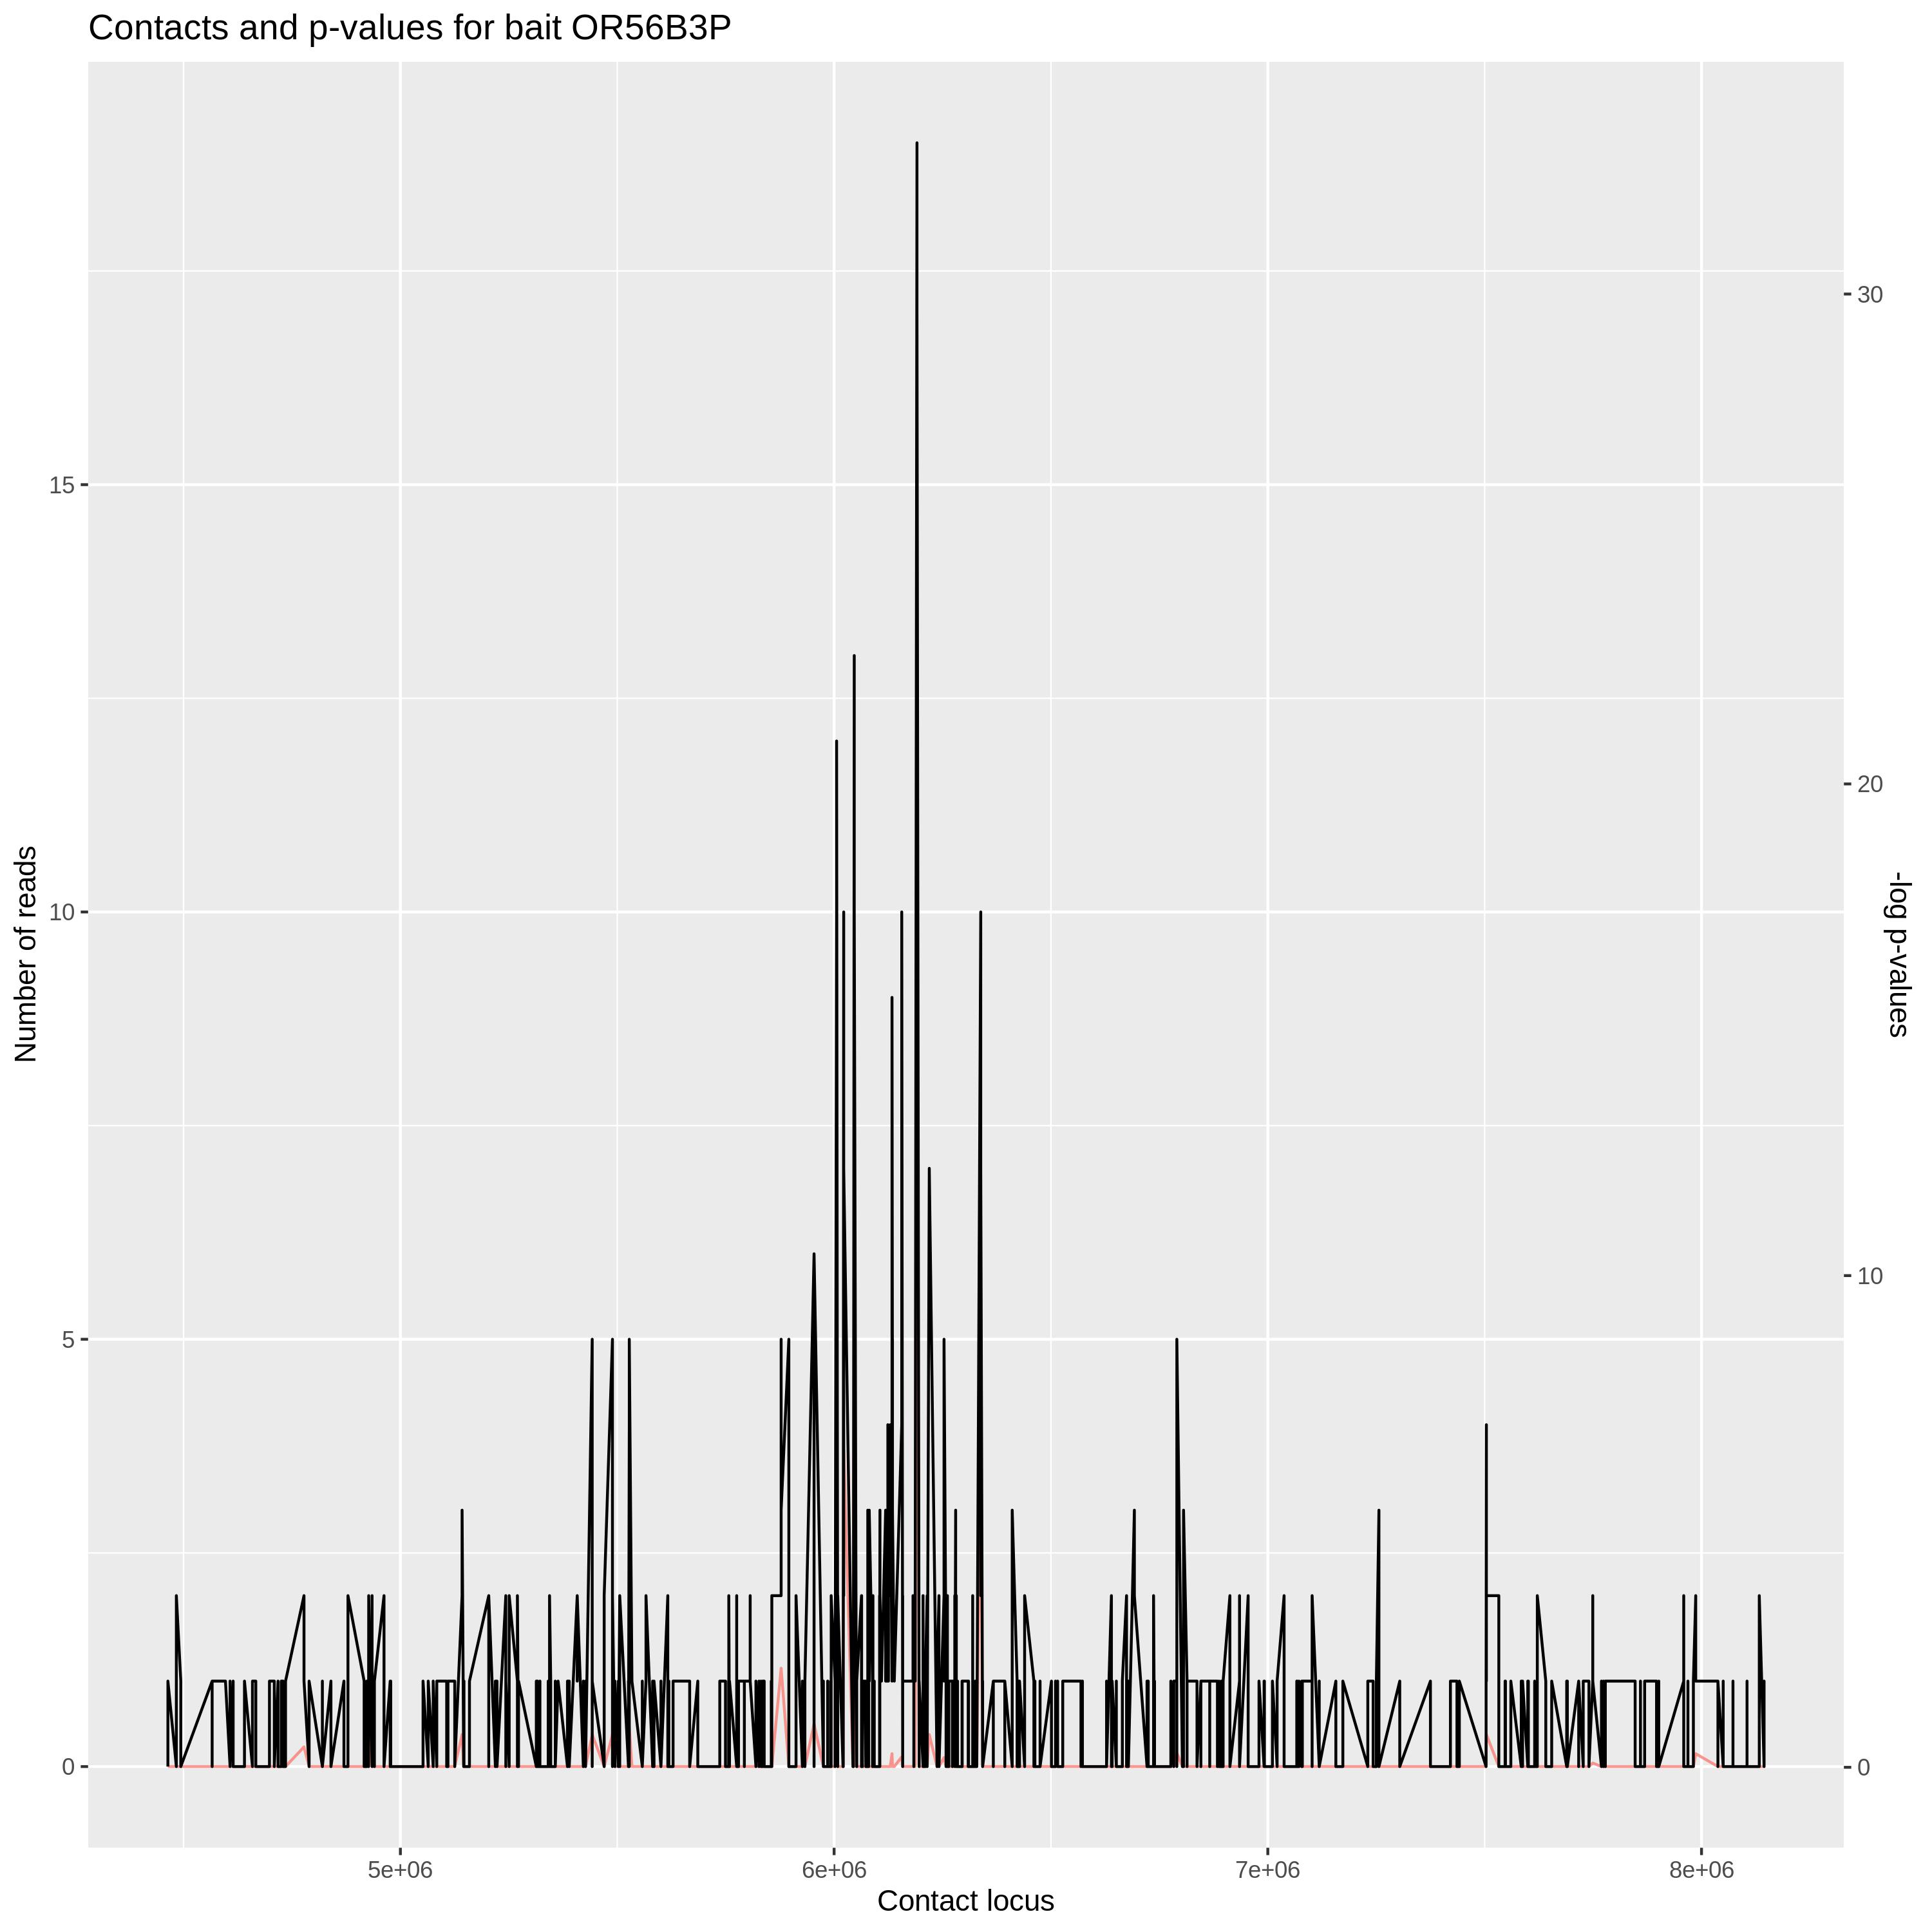 Contacts and p-values for bait OR56B3P
Number of reads
15
10
5
0
30
20
10
0
-log p-values
5e+06
6e+06
7e+06
8e+06
Contact locus